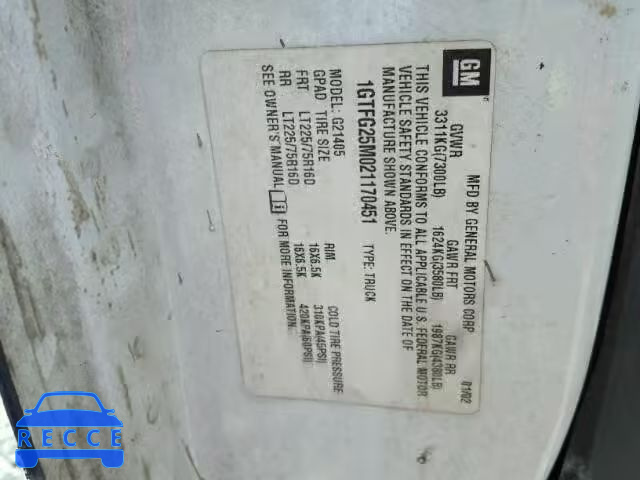 GM
MFD BY GENERAL MOTORS CORP 01/02
GVWR GAWR FRT GAWR RR
3311KG(7300LB) 1624KG(3580LB) 1987KG(4380LB)
THIS VEHICLE CONFORMS TO ALL APPLICABLE U.S. FEDERAL MOTOR
VEHICLE SAFETY STANDARDS IN EFFECT ON THE DATE OF
MANUFACTURE SHOWN ABOVE.
1GTFG25M021170451 TYPE: TRUCK
MODEL: G21405
GPAD TIRE SIZE RIM COLD TIRE PRESSURE
FRT LT225/75R16D 16X6.5K 310KPA(45PSI)
RR LT225/75R16D 16X6.5K 420KPA(60PSI)
SEE OWNER'S MANUAL FOR MORE INFORMATION.
RECCE